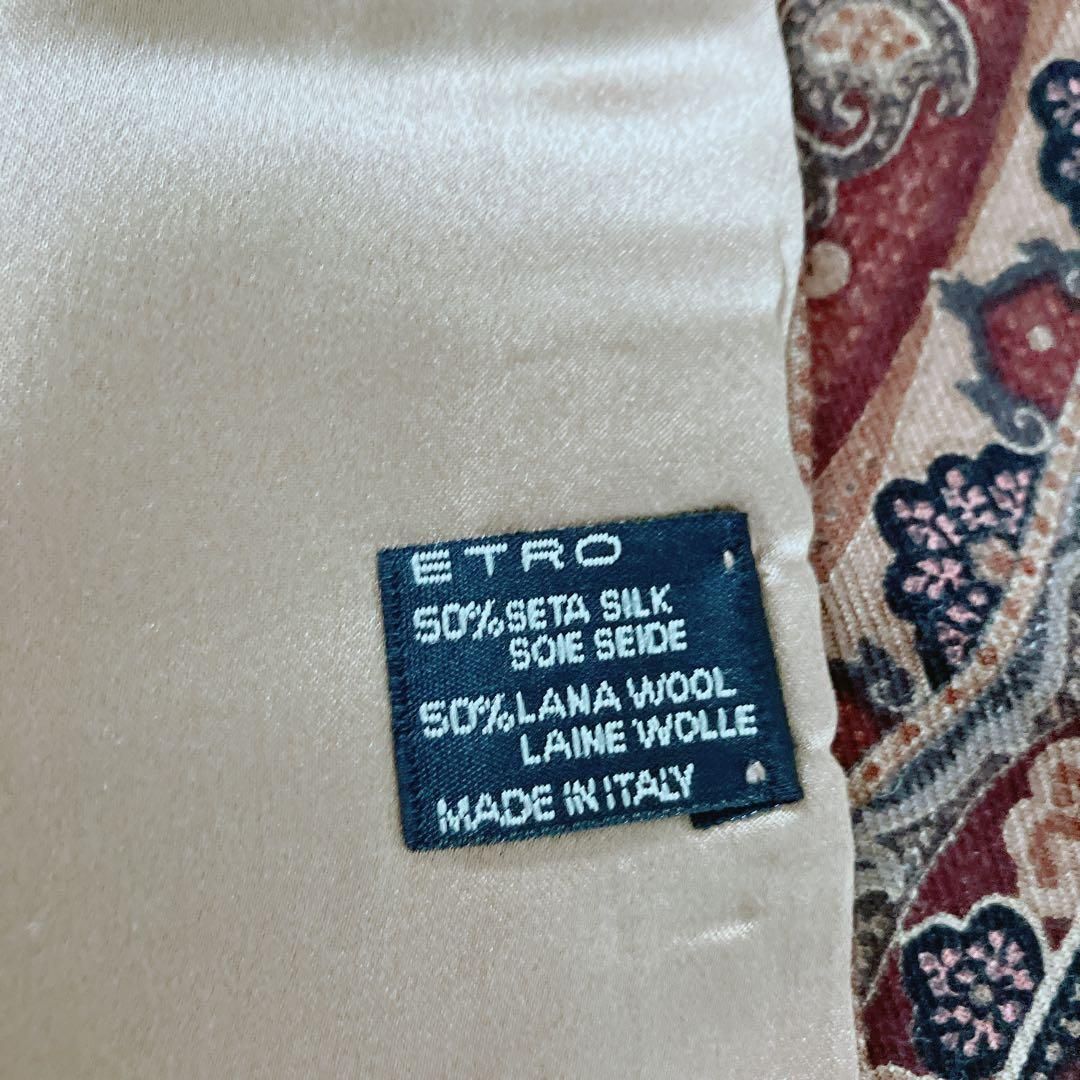 ETRO
50% SETA SILK
SOIE SEIDE
50% LANA WOOL
LAINE WOLLE
MADE IN ITALY